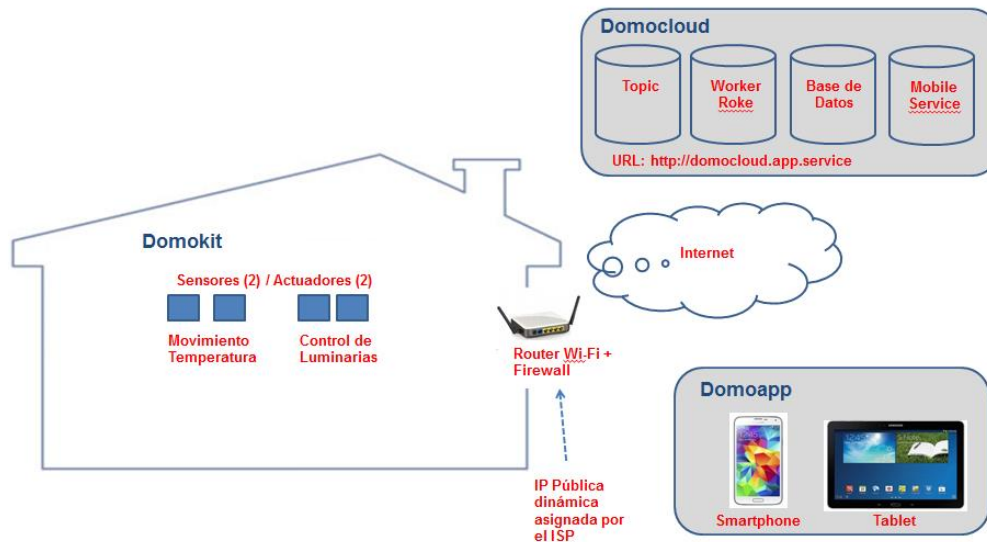 Domocloud
Topic
Worker
Roke
Base de
Datos
Mobile
Service
URL: http://domocloud.app.service
Domokit
Sensores (2) / Actuadores (2)
Movimiento
Temperatura
Control de
Luminarias
Internet
Router Wi-Fi +
Firewall
IP Pública
dinámica
asignada por
el ISP
Domoapp
Smartphone
Tablet